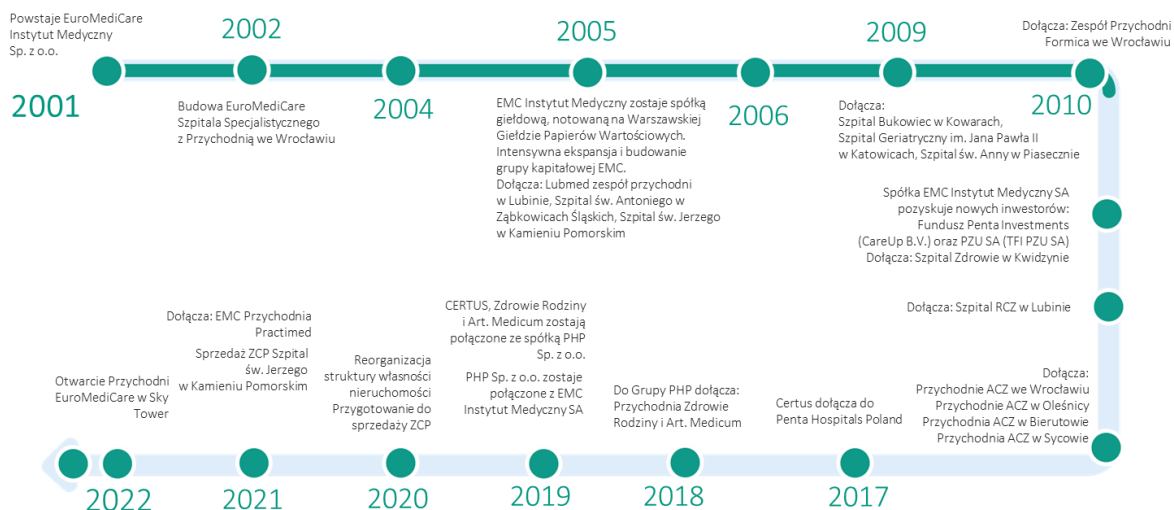 Powstaje EuroMediCare
Instytut Medyczny
Sp. z o.o.
2001
2002
Budowa EuroMediCare
Szpitala Specjalistycznego
z Przychodnią we Wrocławiu
2004
2005
EMC Instytut Medyczny zostaje spółką
giełdową, notowaną na Warszawskiej
Giełdzie Papierów Wartościowych.
Intensywna ekspansja i budowanie
grupy kapitałowej EMC.
Dołącza: Lubmed zespół przychodni
w Lubinie, Szpital św. Antoniego w
Ząbkowicach Śląskich, Szpital św. Jerzego
w Kamieniu Pomorskim
2006
2009
Dołącza:
Szpital Bukowiec w Kowarach,
Szpital Geriatryczny im. Jana Pawła II
w Katowicach, Szpital św. Anny w Piasecznie
Dołącza: Zespół Przychodni
Formica we Wrocławiu
2010
Spółka EMC Instytut Medyczny SA
pozyskuje nowych inwestorów:
Fundusz Penta Investments
(CareUp B.V.) oraz PZU SA (TFI PZU SA)
Dołącza: Szpital Zdrowie w Kwidzynie
Dołącza: Szpital RCZ w Lubinie
Dołącza:
Przychodnie ACZ we Wrocławiu
Przychodnie ACZ w Oleśnicy
Przychodnia ACZ w Bierutowie
Przychodnia ACZ w Sycowie
Certus dołącza do
Penta Hospitals Poland
2017
Do Grupy PHP dołącza:
Przychodnia Zdrowie
Rodziny i Art. Medicum
2018
CERTUS, Zdrowie Rodziny
i Art. Medicum zostają
połączone ze spółką PHP
Sp. z o.o.
PHP Sp. z o.o. zostaje
połączone z EMC
Instytut Medyczny SA
2019
Reorganizacja
struktury własności
nieruchomości
Przygotowanie do
sprzedaży ZCP
2020
Dołącza: EMC Przychodnia
Practimed
Sprzedaż ZCP Szpital
św. Jerzego
w Kamieniu Pomorskim
2021
Otwarcie Przychodni
EuroMediCare w Sky
Tower
2022